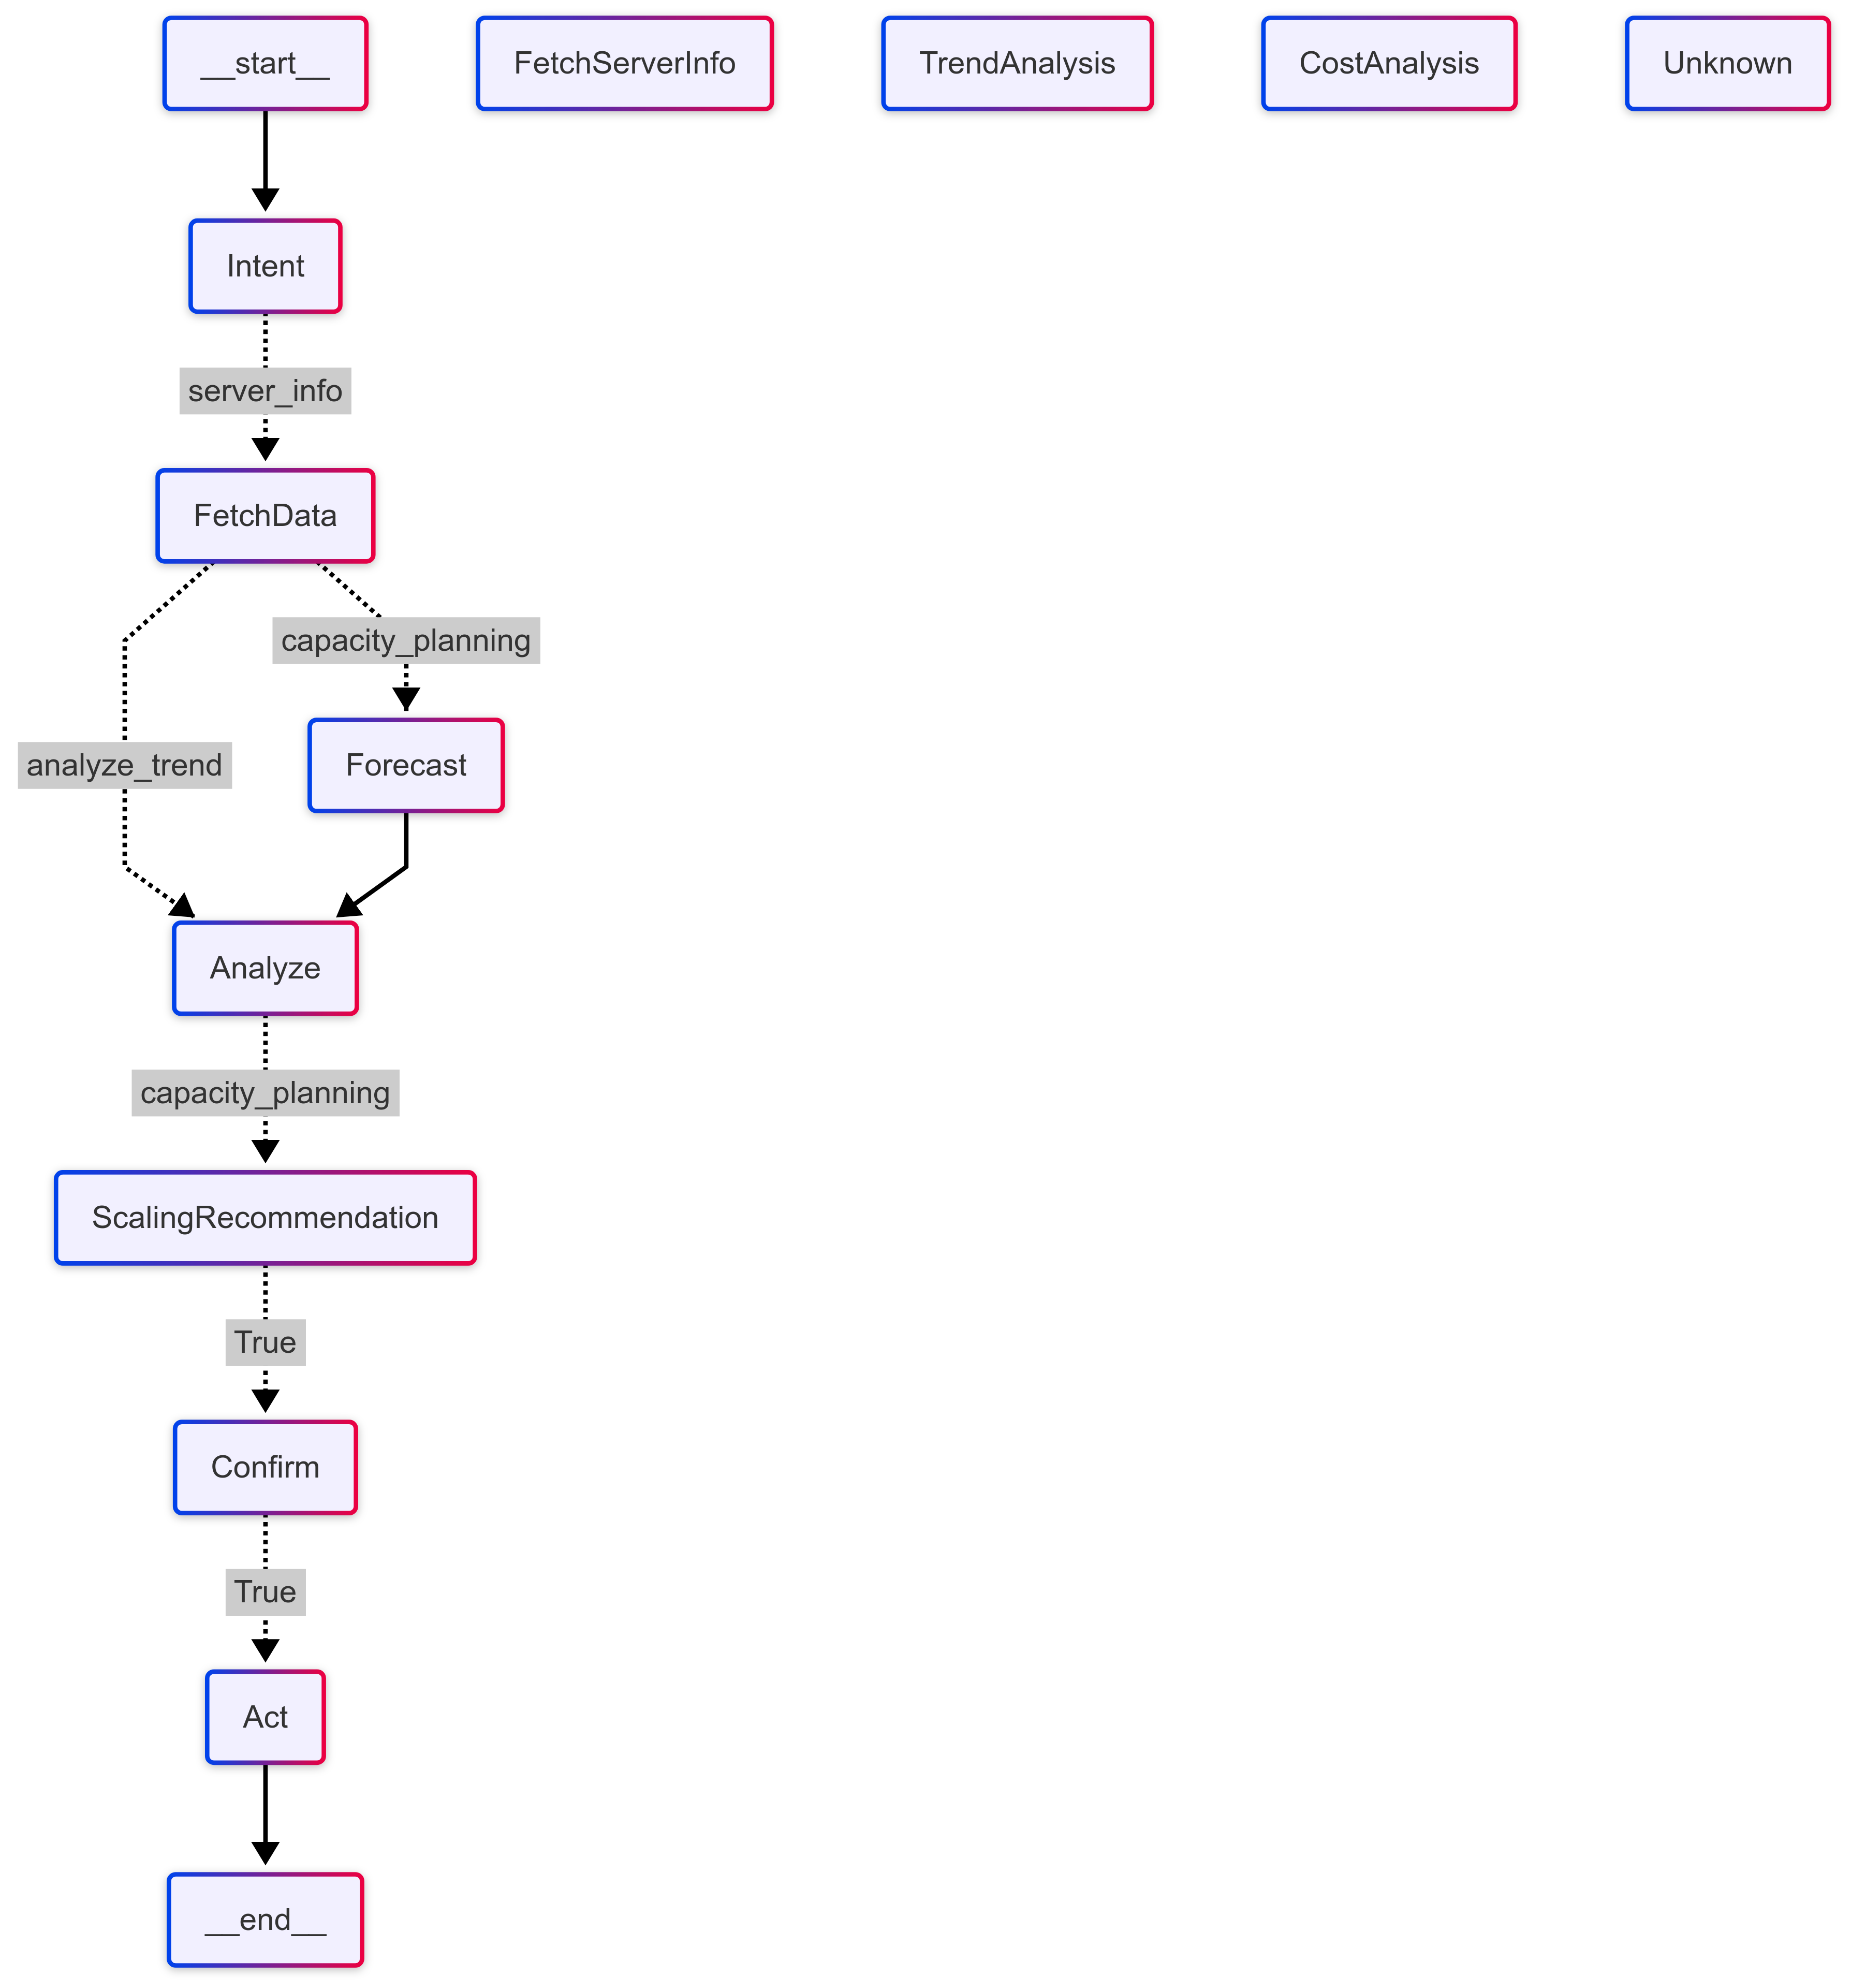 __start__
FetchServerInfo
TrendAnalysis
CostAnalysis
Unknown
Intent
server_info
FetchData
capacity_planning
analyze_trend
Forecast
Analyze
capacity_planning
ScalingRecommendation
True
Confirm
True
Act
__end__